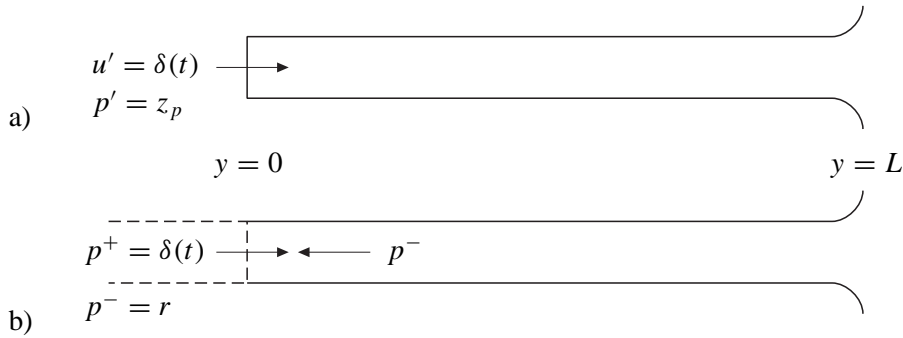 u′ = δ(t)
p′ = z_p
a)
y = 0 y = L
p⁺ = δ(t) p⁻
p⁻ = r
b)